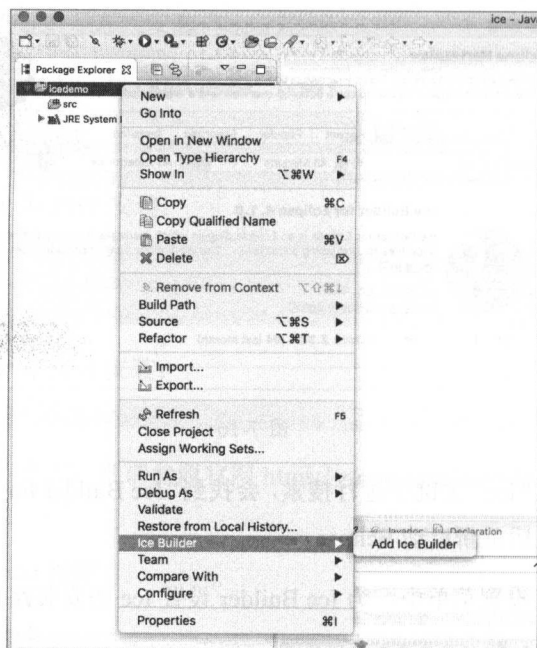 ice - Jav
Package Explorer
icedemo
src
JRE System
New
Go Into
Open in New Window
Open Type Hierarchy F4
Show In ⌥⌘W
Copy ⌘C
Copy Qualified Name
Paste ⌘V
Delete ⌦
Remove from Context ⌥⇧⌘↓
Build Path
Source ⌥⌘S
Refactor ⌥⌘T
Import...
Export...
Refresh F5
Close Project
Assign Working Sets...
Run As
Debug As
Validate
Restore from Local History...
Javadoc Declaration
Ice Builder
Add Ice Builder
Team
Compare With
Configure
Properties ⌘I